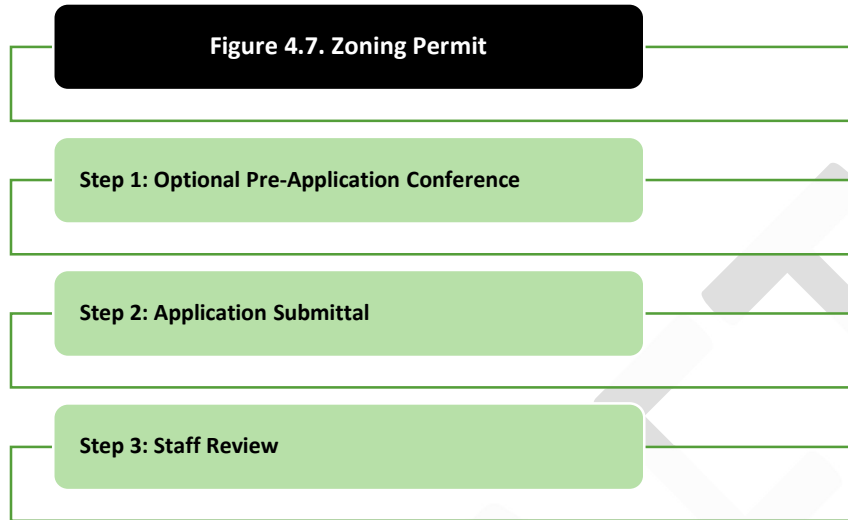 Figure 4.7. Zoning Permit
Step 1: Optional Pre-Application Conference
Step 2: Application Submittal
Step 3: Staff Review